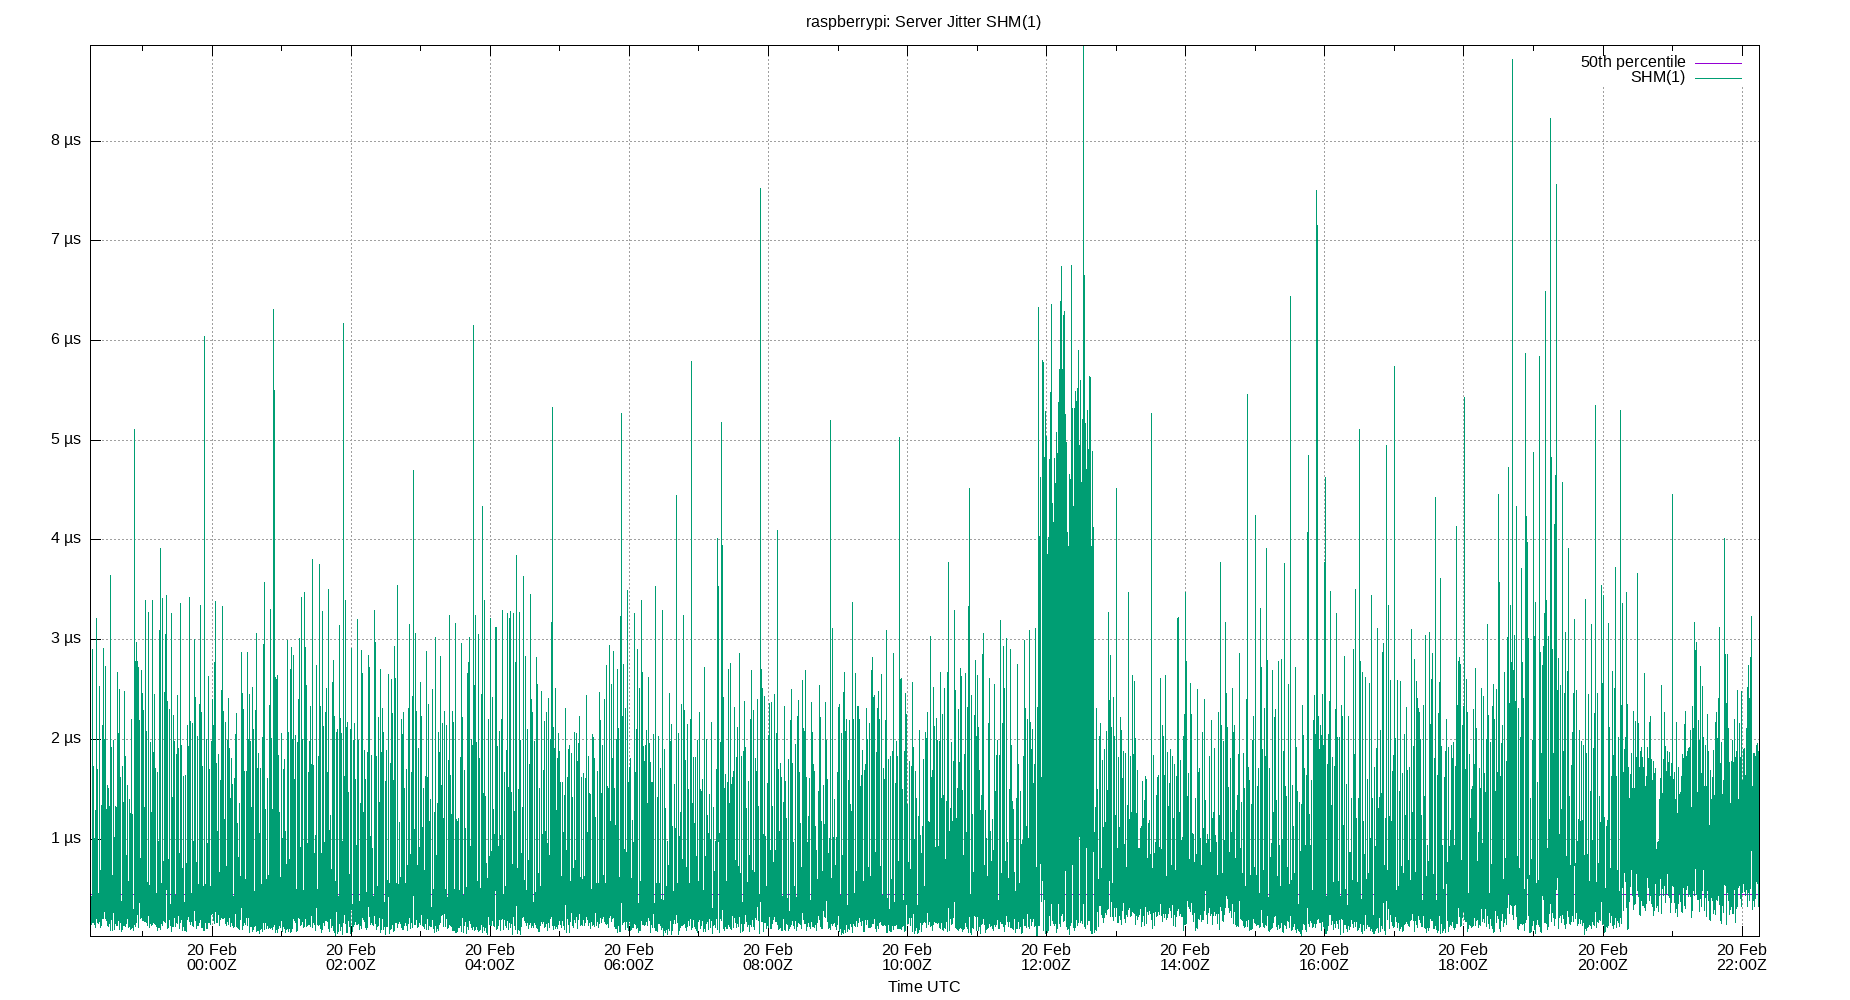 raspberrypi: Server Jitter SHM(1)
50th percentile
SHM(1)
8 µs
7 µs
6 µs
5 µs
4 µs
3 µs
2 µs
1 µs
20 Feb 20 Feb 20 Feb 20 Feb 20 Feb 20 Feb 20 Feb 20 Feb 20 Feb 20 Feb 20 Feb 20 Feb
00:00Z 02:00Z 04:00Z 06:00Z 08:00Z 10:00Z 12:00Z 14:00Z 16:00Z 18:00Z 20:00Z 22:00Z
Time UTC